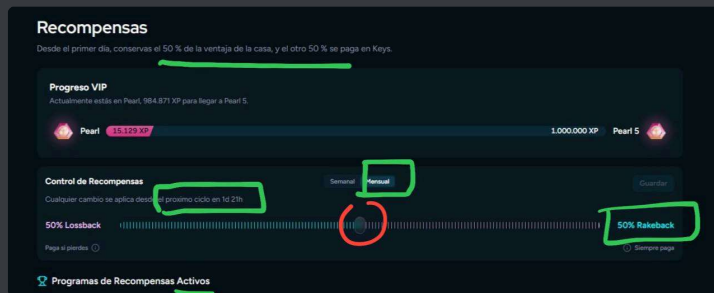 Recompensas
Desde el primer día, conservas el 50 % de la ventaja de la casa, y el otro 50 % se paga en Keys.
Progreso VIP
Actualmente estás en Pearl, 984.871 XP para llegar a Pearl 5.
Pearl 15.129 XP 1.000.000 XP Pearl 5
Control de Recompensas Semanal Mensual Guardar
Cualquier cambio se aplica desde el proximo ciclo en 1d 21h
50% Lossback 50% Rakeback
Paga si pierdes Siempre paga
Programas de Recompensas Activos